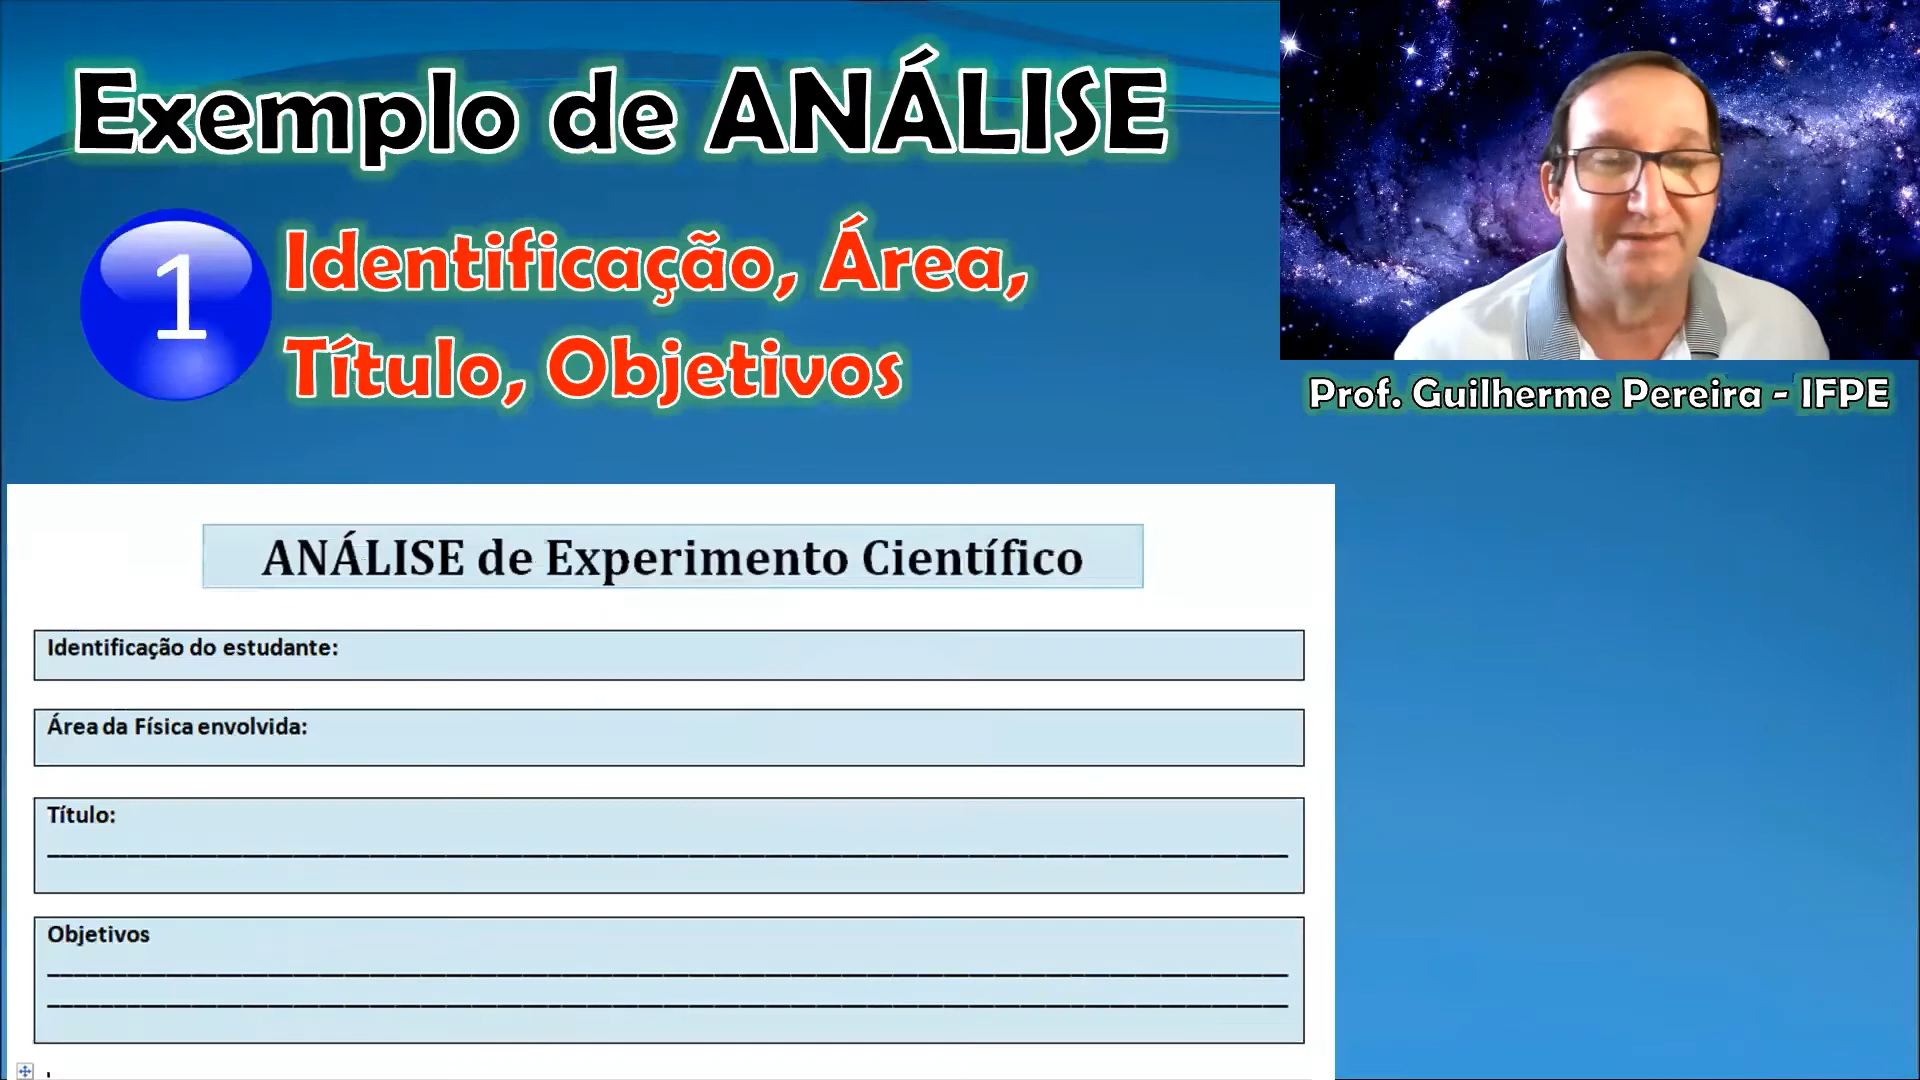 Exemplo de ANÁLISE
1
Identificação, Área,
Título, Objetivos
Prof. Guilherme Pereira - IFPE
ANÁLISE de Experimento Científico
Identificação do estudante:
Área da Física envolvida:
Título:
Objetivos